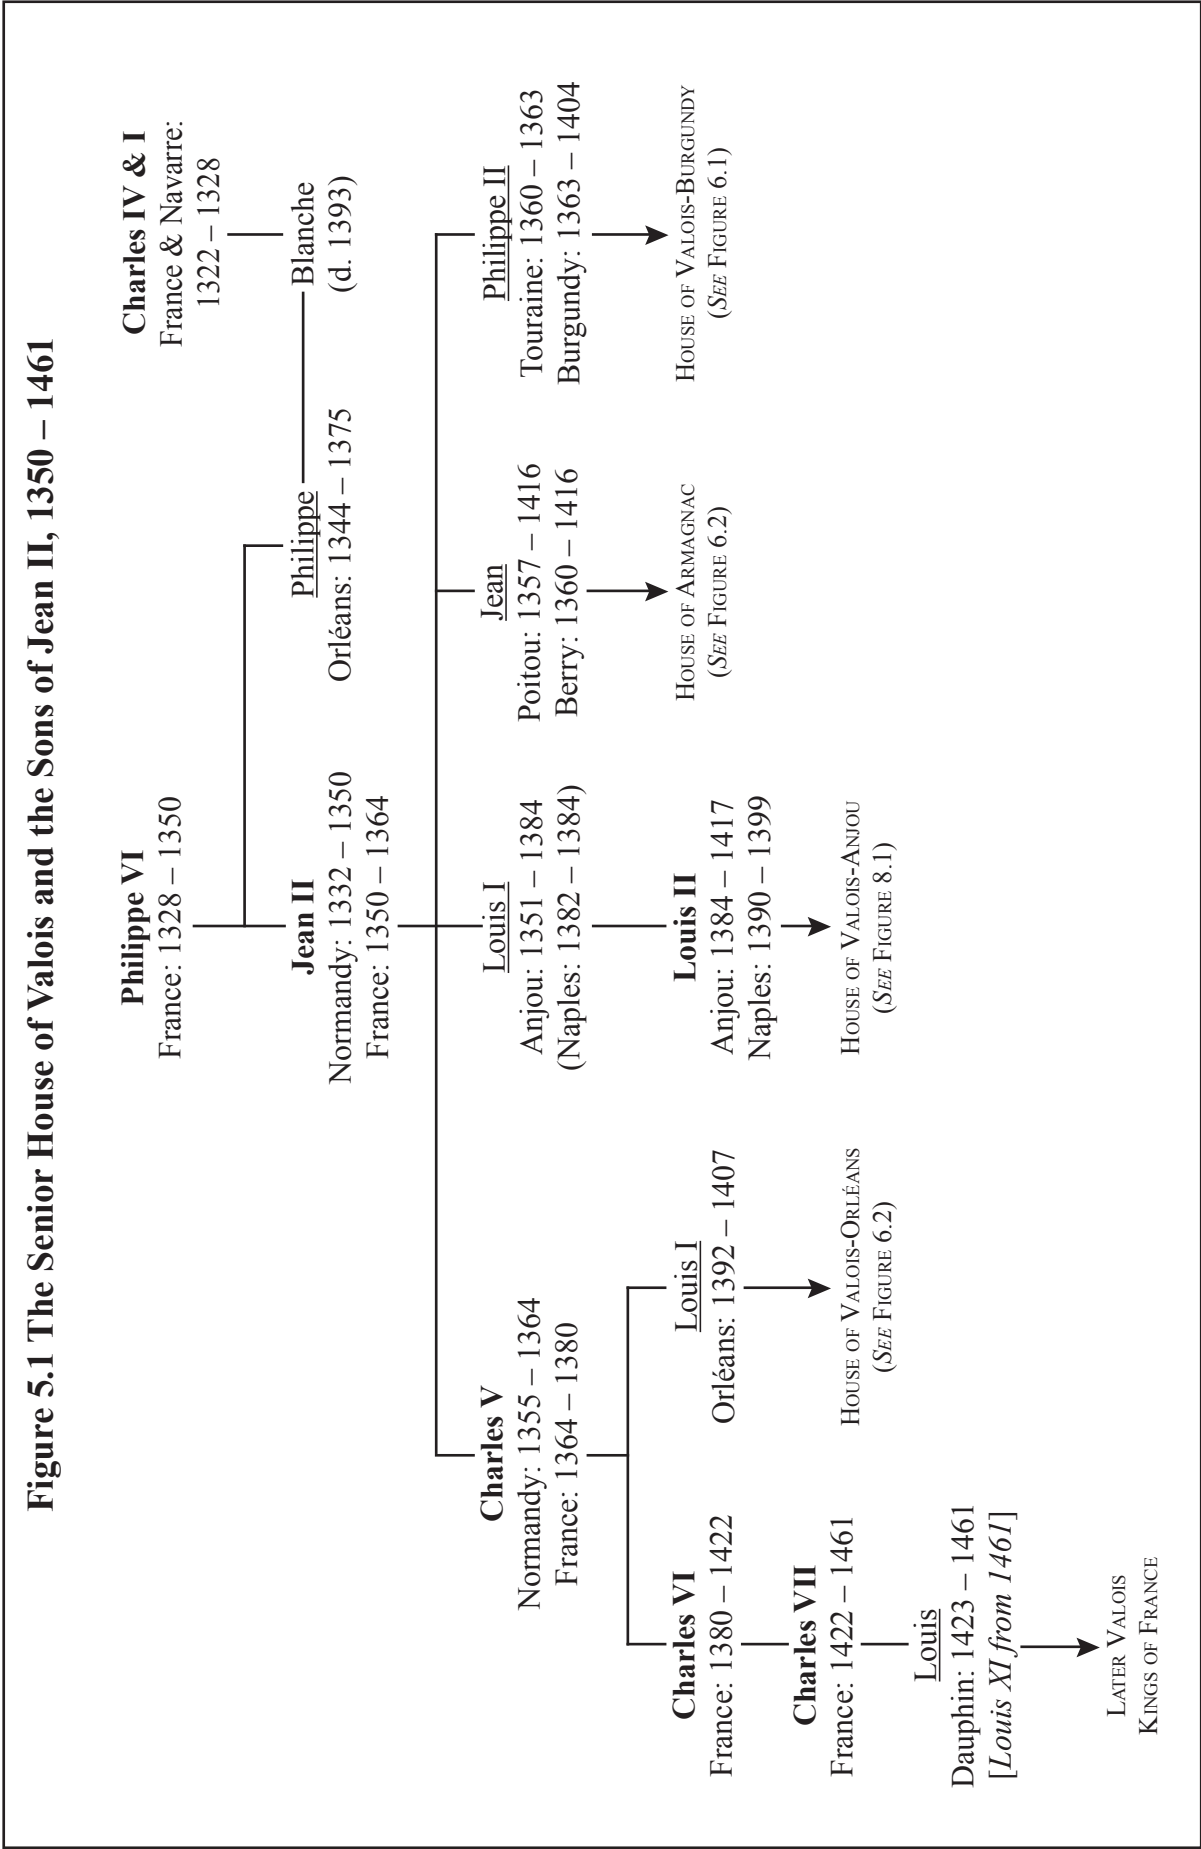 Figure 5.1 The Senior House of Valois and the Sons of Jean II, 1350 – 1461
Philippe VI
France: 1328 – 1350
Charles IV & I
France & Navarre:
1322 – 1328
Jean II
Normandy: 1332 – 1350
France: 1350 – 1364
Philippe
Orléans: 1344 – 1375
Blanche
(d. 1393)
Charles V
Normandy: 1355 – 1364
France: 1364 – 1380
Louis I
Anjou: 1351 – 1384
(Naples: 1382 – 1384)
Jean
Poitou: 1357 – 1416
Berry: 1360 – 1416
Philippe II
Touraine: 1360 – 1363
Burgundy: 1363 – 1404
Charles VI
France: 1380 – 1422
Louis I
Orléans: 1392 – 1407
Louis II
Anjou: 1384 – 1417
Naples: 1390 – 1399
HOUSE OF ARMAGNAC
(SEE FIGURE 6.2)
HOUSE OF VALOIS-BURGUNDY
(SEE FIGURE 6.1)
Charles VII
France: 1422 – 1461
HOUSE OF VALOIS-ORLÉANS
(SEE FIGURE 6.2)
HOUSE OF VALOIS-ANJOU
(SEE FIGURE 8.1)
Louis
Dauphin: 1423 – 1461
[Louis XI from 1461]
LATER VALOIS
KINGS OF FRANCE